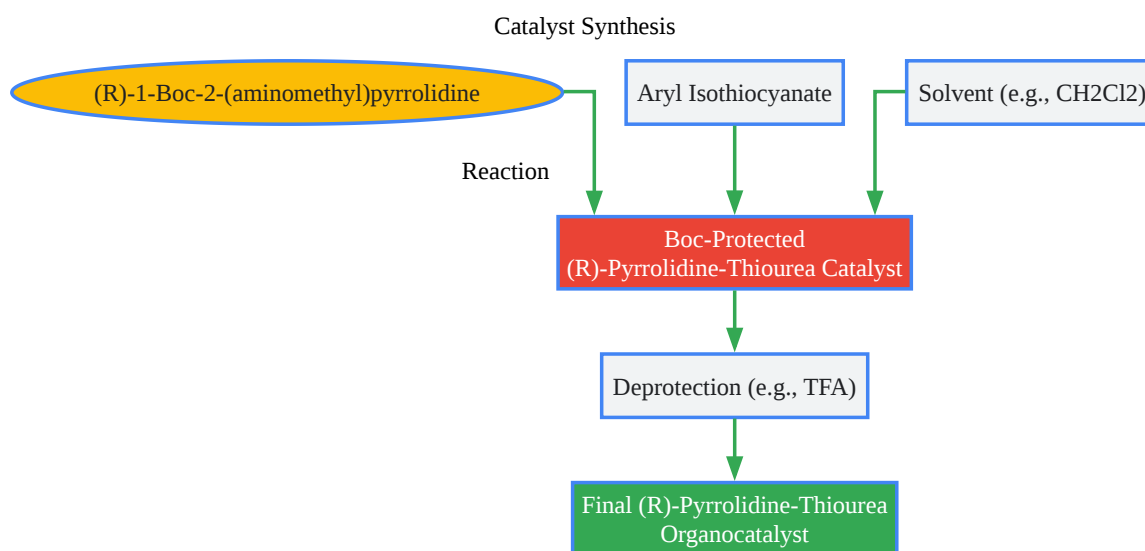 Catalyst Synthesis
(R)-1-Boc-2-(aminomethyl)pyrrolidine
Aryl Isothiocyanate
Solvent (e.g., CH2Cl2)
Reaction
Boc-Protected
(R)-Pyrrolidine-Thiourea Catalyst
Deprotection (e.g., TFA)
Final (R)-Pyrrolidine-Thiourea
Organocatalyst